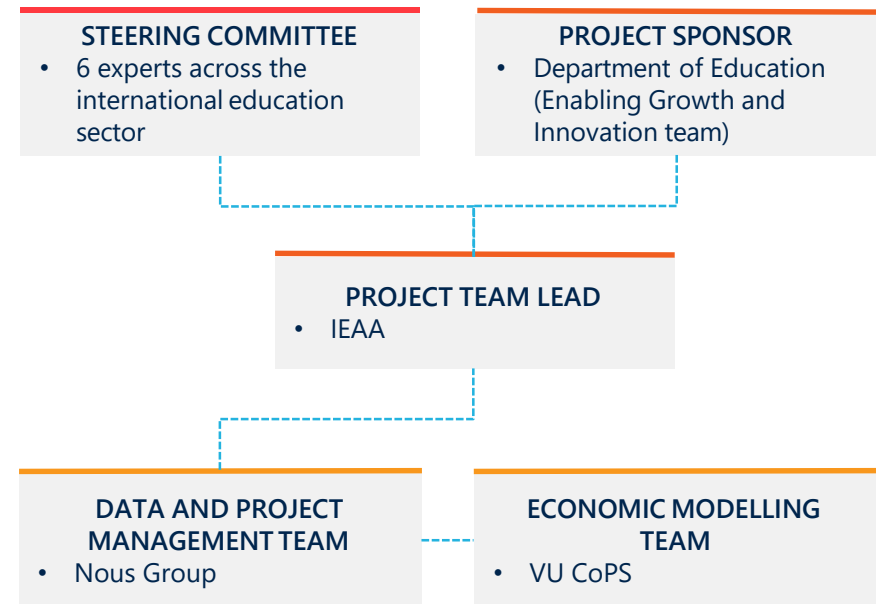 STEERING COMMITTEE
• 6 experts across the
international education
sector
PROJECT SPONSOR
• Department of Education
(Enabling Growth and
Innovation team)
PROJECT TEAM LEAD
• IEAA
DATA AND PROJECT
MANAGEMENT TEAM
• Nous Group
ECONOMIC MODELLING
TEAM
• VU CoPS